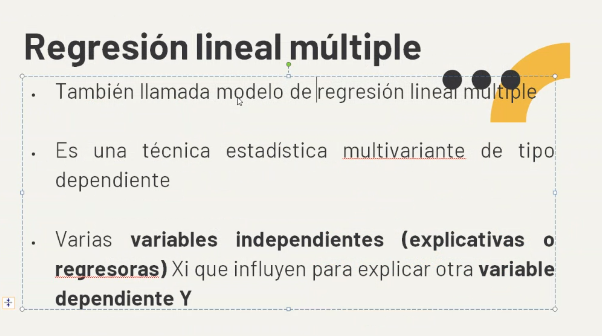 Regresión lineal múltiple
• También llamada modelo de regresión lineal múltiple
• Es una técnica estadística multivariante de tipo
dependiente
• Varias variables independientes (explicativas o
regresoras) Xi que influyen para explicar otra variable
dependiente Y